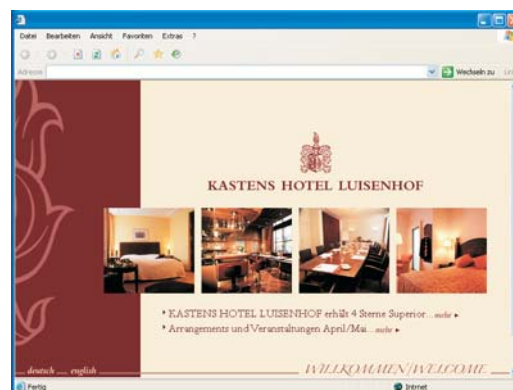 Datei Bearbeiten Ansicht Favoriten Extras ?
Adresse Wechseln zu
KASTENS HOTEL LUISENHOF
KASTENS HOTEL LUISENHOF erhält 4 Sterne Superior... mehr
Arrangements und Veranstaltungen April/Mai... mehr
deutsch english WILLKOMMEN/WELCOME
Fertig Intrnet